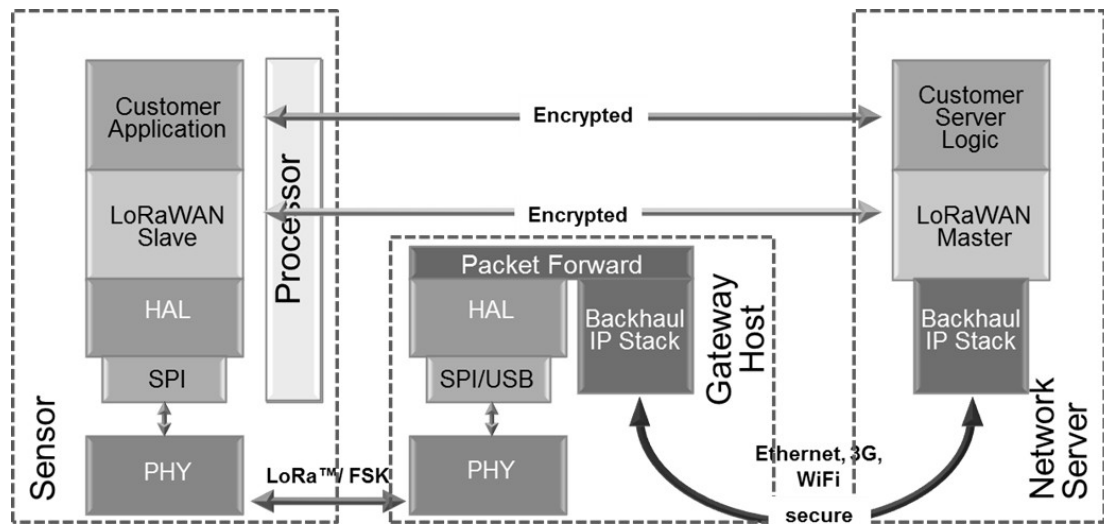 Customer
Application
LoRaWAN
Slave
HAL
SPI
PHY
Processor
Sensor
Encrypted
Encrypted
LoRa™/ FSK
Packet Forward
HAL
SPI/USB
PHY
Backhaul
IP Stack
Gateway
Host
Ethernet, 3G,
WiFi
secure
Customer
Server
Logic
LoRaWAN
Master
Backhaul
IP Stack
Network
Server